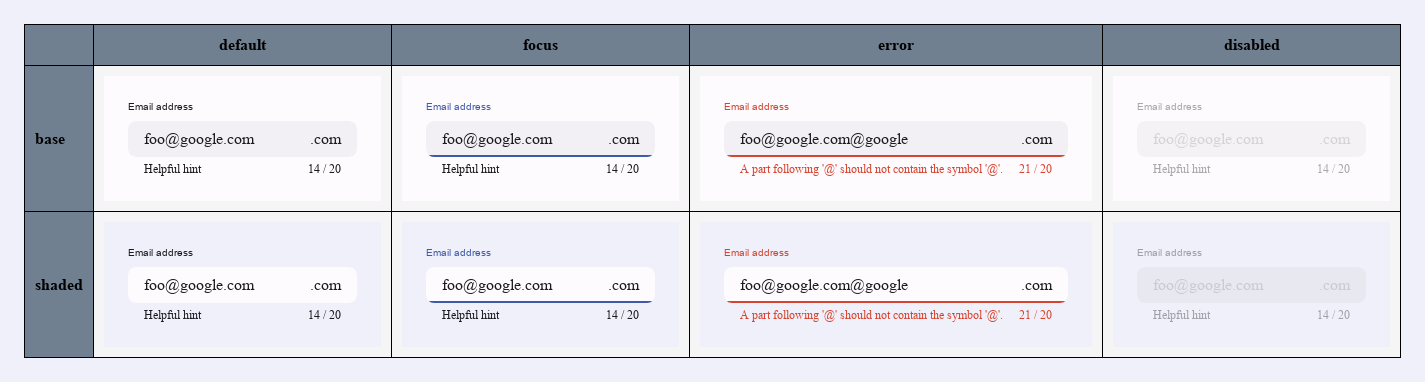 default focus error disabled
base
Email address Email address Email address Email address
foo@google.com .com foo@google.com .com foo@google.com@google .com foo@google.com .com
Helpful hint 14 / 20 Helpful hint 14 / 20 A part following '@' should not contain the symbol '@'. 21 / 20 Helpful hint 14 / 20
shaded
Email address Email address Email address Email address
foo@google.com .com foo@google.com .com foo@google.com@google .com foo@google.com .com
Helpful hint 14 / 20 Helpful hint 14 / 20 A part following '@' should not contain the symbol '@'. 21 / 20 Helpful hint 14 / 20